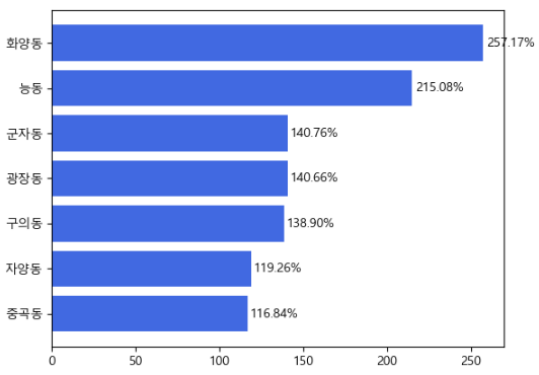 화양동 257.17%
능동 215.08%
군자동 140.76%
광장동 140.66%
구의동 138.90%
자양동 119.26%
중곡동 116.84%
0 50 100 150 200 250